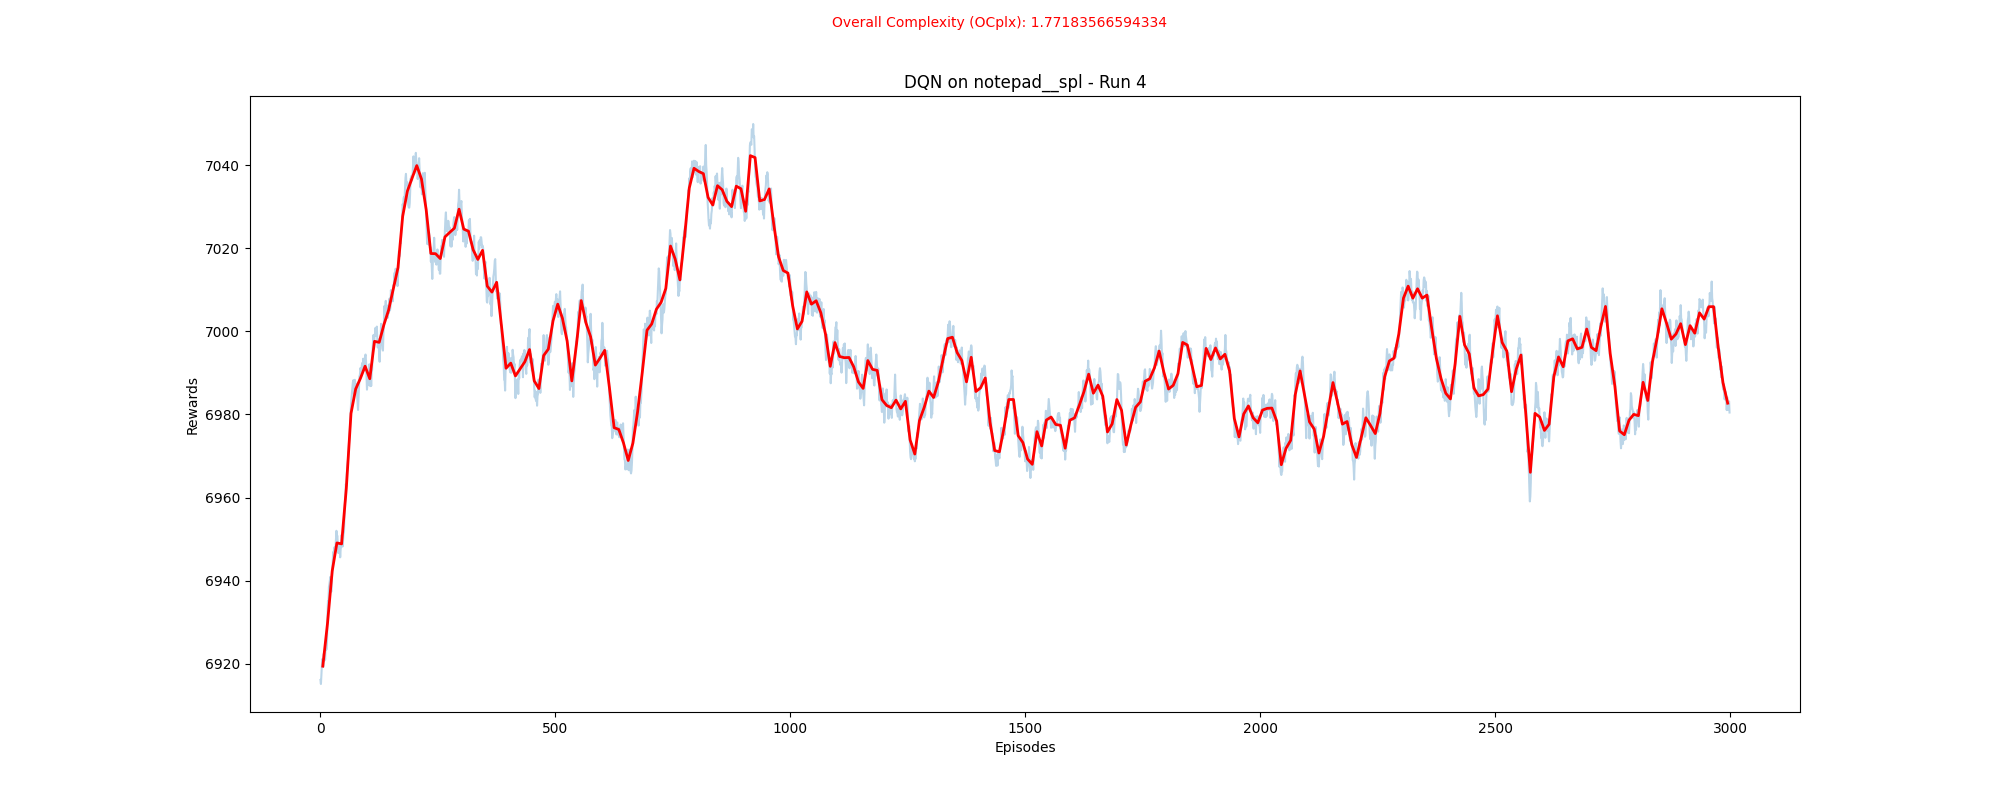 Overall Complexity (OCplx): 1.77183566594334
DQN on notepad__spl - Run 4
7040
7020
7000
6980
6960
6940
6920
Rewards
0 500 1000 1500 2000 2500 3000
Episodes